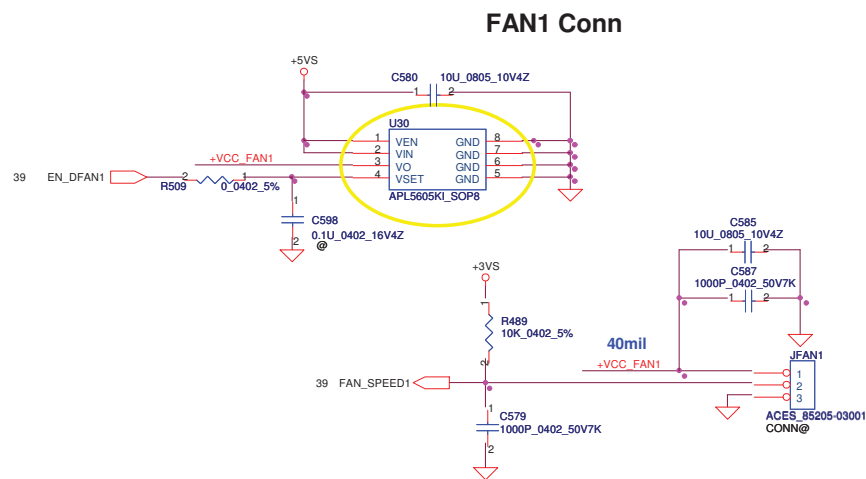 FAN1 Conn
+5VS
C580 10U_0805_10V4Z
1 2
U30
1 VEN GND 8
2 VIN GND 7
+VCC_FAN1 3 VO GND 6
4 VSET GND 5
APL5605KI_SOP8
39 EN_DFAN1
2 1
R509 0_0402_5%
1
C598
0.1U_0402_16V4Z
2 @
C585
10U_0805_10V4Z
1 2
C587
1000P_0402_50V7K
1 2
+3VS
1
R489
10K_0402_5%
2
40mil
+VCC_FAN1
JFAN1
1
2
3
ACES_85205-03001
CONN@
39 FAN_SPEED1
1
C579
1000P_0402_50V7K
2